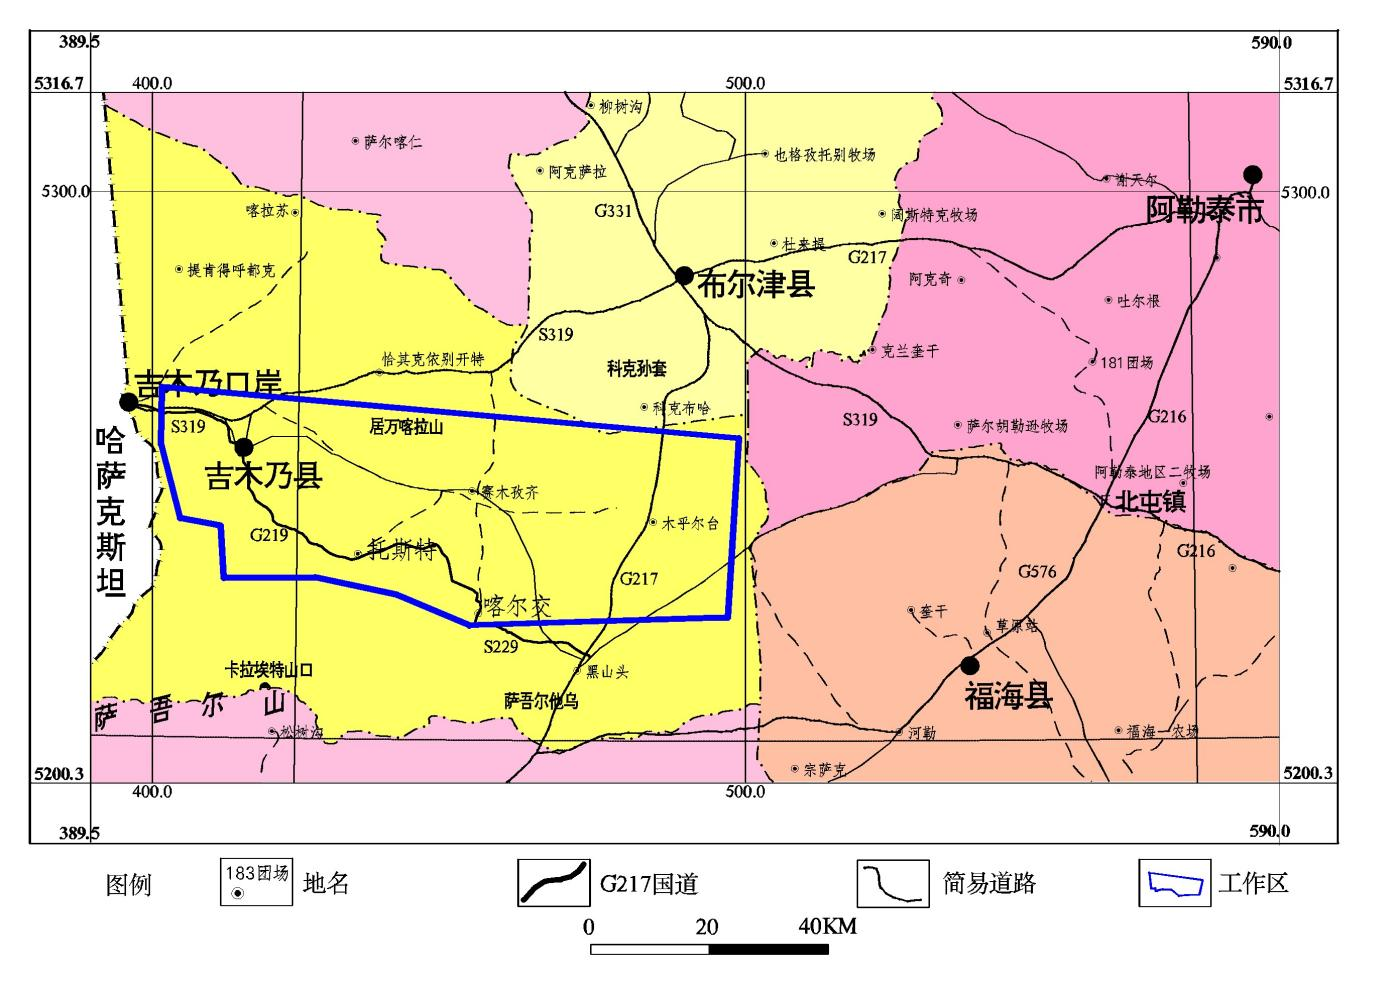 389.5
590.0
5316.7
400.0
500.0
5316.7
柳树沟
萨尔喀仁
也格孜托别牧场
阿克萨拉
谢天尔
5300.0
5300.0
喀拉苏
G331
阔斯特克牧场
阿勒泰市
杜来提
G217
提肯得呼都克
布尔津县
阿克奇
吐尔根
S319
克兰奎干
恰其克依别开特
科克孙套
181团场
吉木乃口岸
科克布哈
S319
居万喀拉山
S319
萨尔胡勒逊牧场
G216
哈萨克斯坦
吉木乃县
阿勒泰地区二牧场
北屯镇
寨木孜齐
木乎尔台
G219
托斯特
G216
G217
G576
喀尔交
奎干
草原站
S229
卡拉埃特山口
黑山头
福海县
萨吾尔山
萨吾尔他乌
松树沟
河勒
福海一农场
宗萨克
5200.3
400.0
500.0
5200.3
389.5
590.0
图例
183团场
地名
G217国道
简易道路
工作区
0
20
40KM